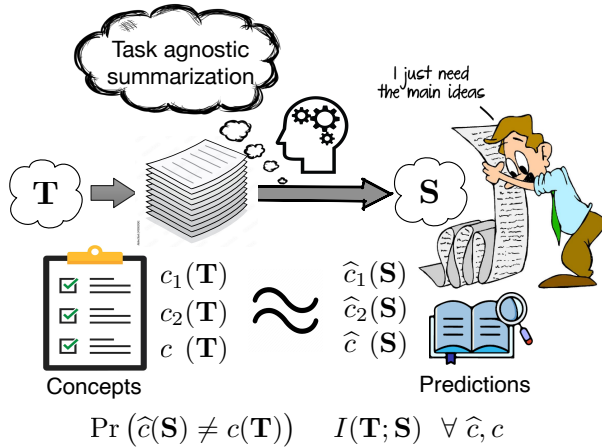 Task agnostic
summarization
I just need
the main ideas
T
S
c₁(T)
ĉ₁(S)
c₂(T)
≈
ĉ₂(S)
c (T)
ĉ (S)
Concepts
Predictions
Pr (ĉ(S) ≠ c(T)) I(T; S) ∀ ĉ, c